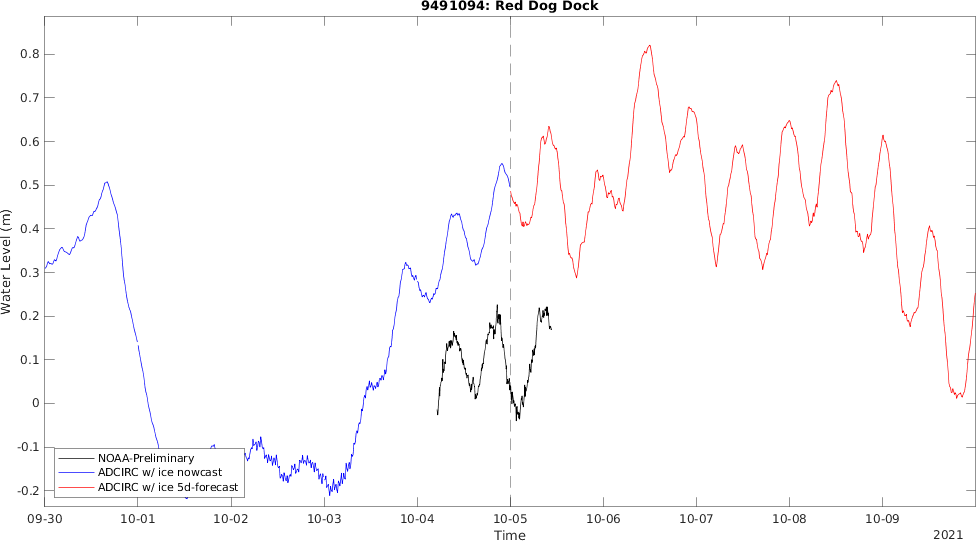 9491094: Red Dog Dock
Water Level (m)
0.8
0.7
0.6
0.5
0.4
0.3
0.2
0.1
0
-0.1
-0.2
NOAA-Preliminary
ADCIRC w/ ice nowcast
ADCIRC w/ ice 5d-forecast
09-30 10-01 10-02 10-03 10-04 10-05 10-06 10-07 10-08 10-09
Time
2021